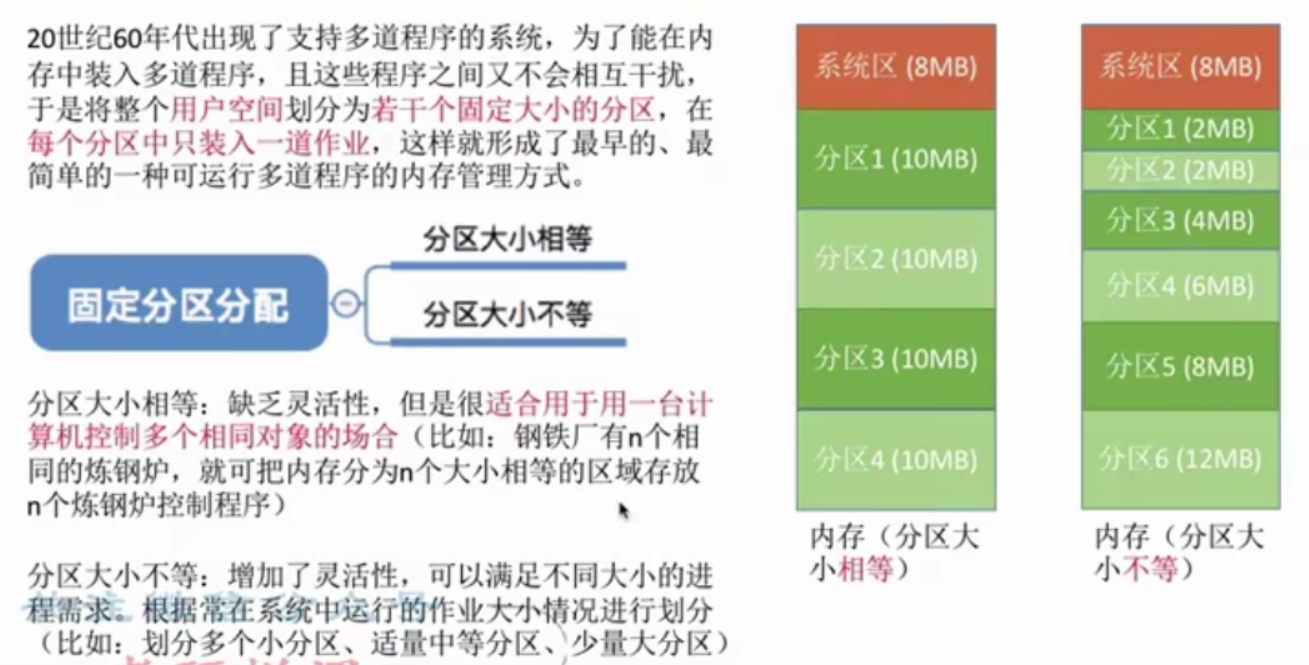 20世纪60年代出现了支持多道程序的系统，为了能在内
存中装入多道程序，且这些程序之间又不会相互干扰，
于是将整个用户空间划分为若干个固定大小的分区，在
每个分区中只装入一道作业，这样就形成了最早的、最
简单的一种可运行多道程序的内存管理方式。
固定分区分配
分区大小相等
分区大小不等
分区大小相等：缺乏灵活性，但是很适合用于用一台计
算机控制多个相同对象的场合（比如：钢铁厂有n个相
同的炼钢炉，就可把内存分为n个大小相等的区域存放
n个炼钢炉控制程序）
分区大小不等：增加了灵活性，可以满足不同大小的进
程需求。根据常在系统中运行的作业大小情况进行划分
（比如：划分多个小分区、适量中等分区、少量大分区）
系统区 (8MB)
分区1 (10MB)
分区2 (10MB)
分区3 (10MB)
分区4 (10MB)
内存（分区大
小相等）
系统区 (8MB)
分区1 (2MB)
分区2 (2MB)
分区3 (4MB)
分区4 (6MB)
分区5 (8MB)
分区6 (12MB)
内存（分区大
小不等）